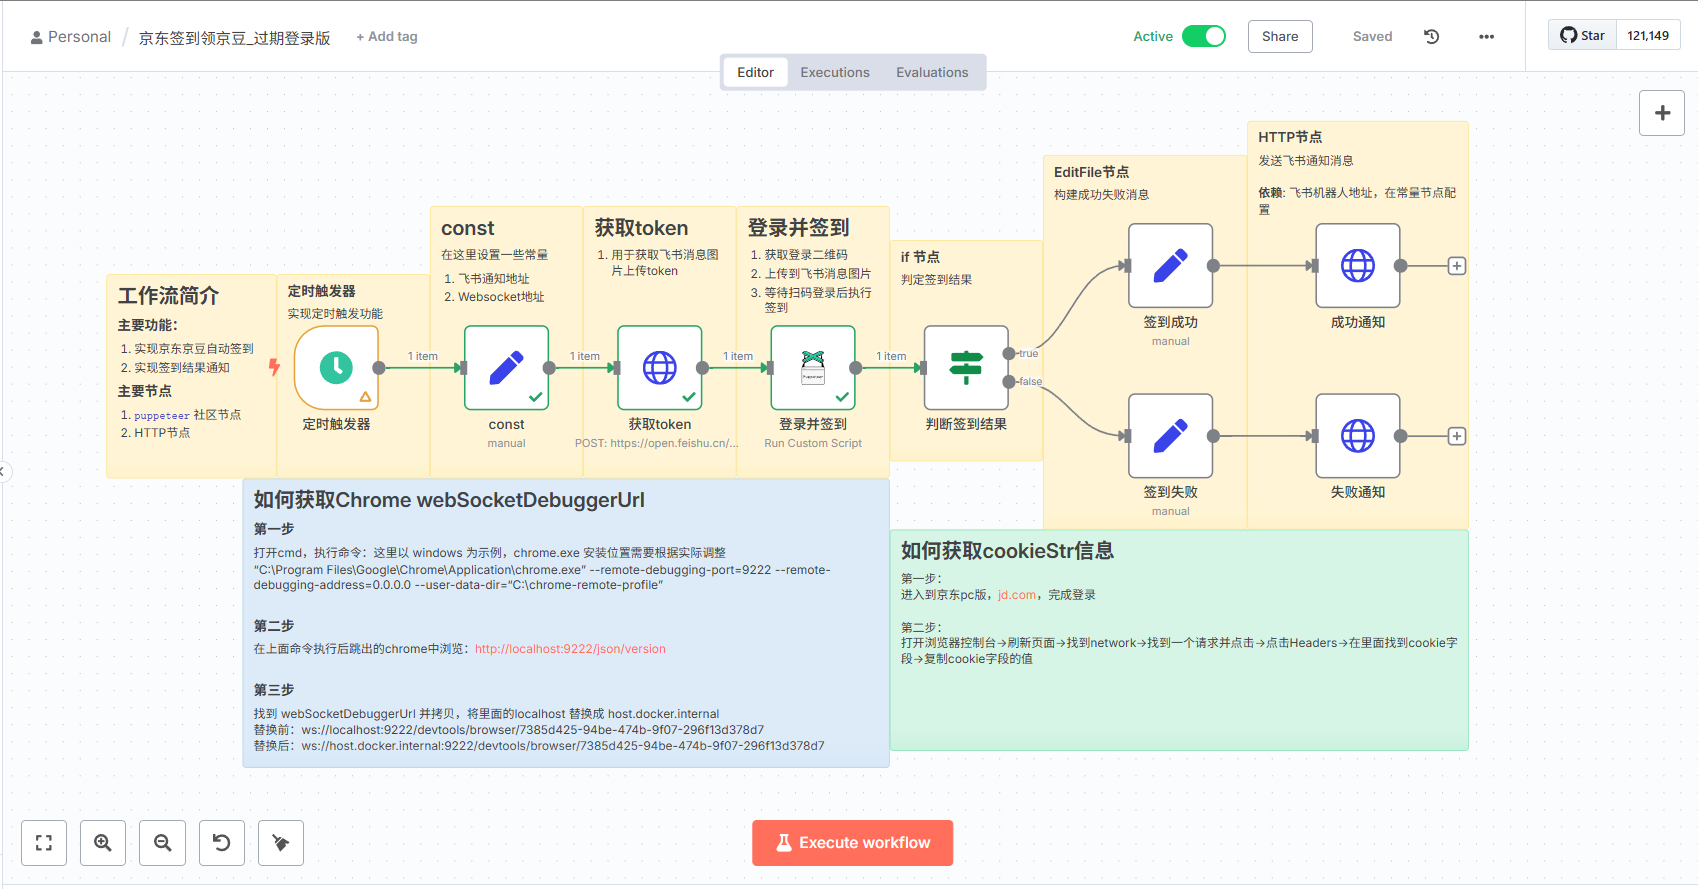 Personal / 京东签到领京豆_过期登录版 + Add tag
Active Share Saved Star 121,149
Editor Executions Evaluations
工作流简介
主要功能：
1. 实现京东京豆自动签到
2. 实现签到结果通知
主要节点
1. puppeteer 社区节点
2. HTTP节点
定时触发器
实现定时触发功能
const
在这里设置一些常量
1. 飞书通知地址
2. Websocket地址
获取token
1. 用于获取飞书消息图
片上传token
登录并签到
1. 获取登录二维码
2. 上传到飞书消息图片
3. 等待扫码登录后执行
签到
if 节点
判定签到结果
EditFile节点
构建成功失败消息
HTTP节点
发送飞书通知消息
依赖: 飞书机器人地址，在常量节点配
置
1 item
1 item
1 item
1 item
true
false
定时触发器
const
manual
获取token
POST: https://open.feishu.cn/...
Puppeteer
登录并签到
Run Custom Script
判断签到结果
签到成功
manual
成功通知
签到失败
manual
失败通知
如何获取Chrome webSocketDebuggerUrl
第一步
打开cmd，执行命令：这里以 windows 为示例，chrome.exe 安装位置需要根据实际调整
“C:\Program Files\Google\Chrome\Application\chrome.exe” --remote-debugging-port=9222 --remote-
debugging-address=0.0.0.0 --user-data-dir=“C:\chrome-remote-profile”
第二步
在上面命令执行后跳出的chrome中浏览：http://localhost:9222/json/version
第三步
找到 webSocketDebuggerUrl 并拷贝，将里面的localhost 替换成 host.docker.internal
替换前：ws://localhost:9222/devtools/browser/7385d425-94be-474b-9f07-296f13d378d7
替换后：ws://host.docker.internal:9222/devtools/browser/7385d425-94be-474b-9f07-296f13d378d7
如何获取cookieStr信息
第一步：
进入到京东pc版，jd.com，完成登录
第二步：
打开浏览器控制台→刷新页面→找到network→找到一个请求并点击→点击Headers→在里面找到cookie字
段→复制cookie字段的值
Execute workflow